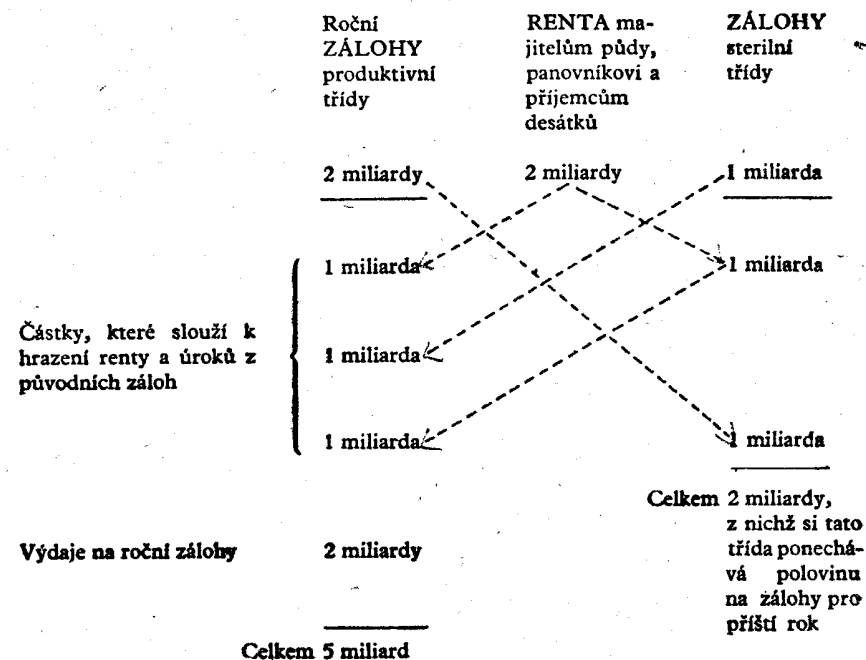 Roční
ZÁLOHY
produktivní
třídy
RENTA ma-
jitelům půdy,
panovníkovi a
příjemcům
desátků
ZÁLOHY
sterilní
třídy
2 miliardy
2 miliardy
1 miliarda
1 miliarda
1 miliarda
Částky, které slouží k
hrazení renty a úroků z
původních záloh
1 miliarda
1 miliarda
1 miliarda
Celkem 2 miliardy,
z nichž si tato
třída ponechá-
vá polovinu
na zálohy pro
příští rok
Výdaje na roční zálohy
2 miliardy
Celkem 5 miliard